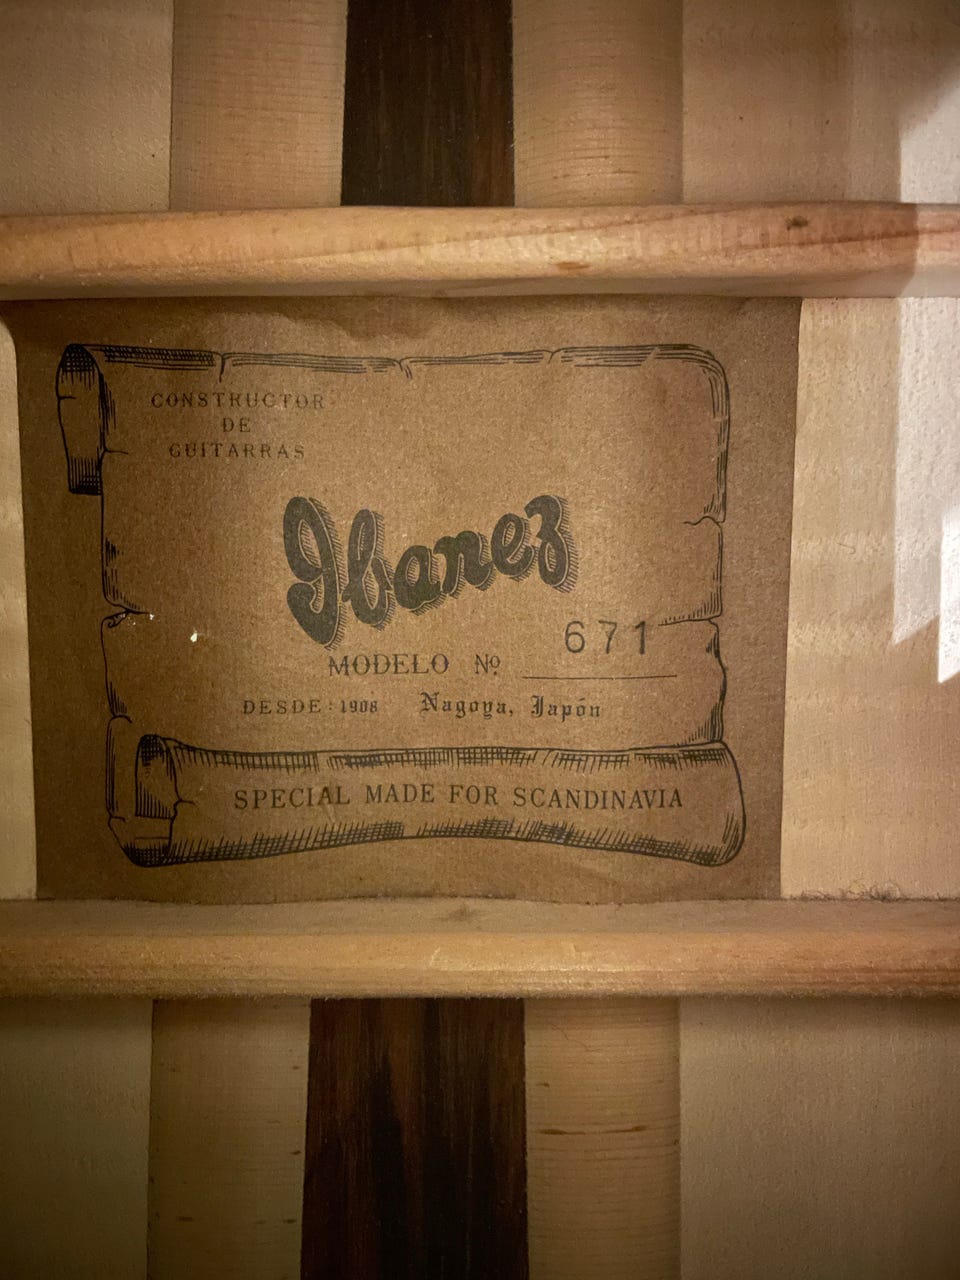 CONSTRUCTOR
DE
GUITARRAS
Ibanez
MODELO Nº 671
DESDE: 1908 Nagoya, Japón
SPECIAL MADE FOR SCANDINAVIA